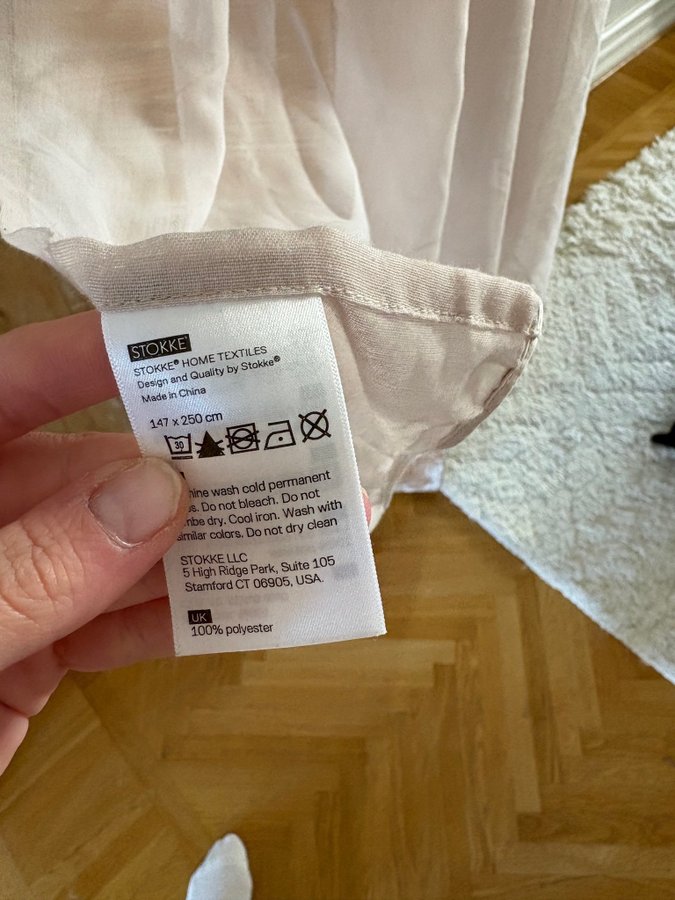 STOKKE
STOKKE® HOME TEXTILES
Design and Quality by Stokke®
Made in China
147 x 250 cm
30
hine wash cold permanent
s. Do not bleach. Do not
mbe dry. Cool iron. Wash with
similar colors. Do not dry clean
STOKKE LLC
5 High Ridge Park, Suite 105
Stamford CT 06905, USA.
UK
100% polyester